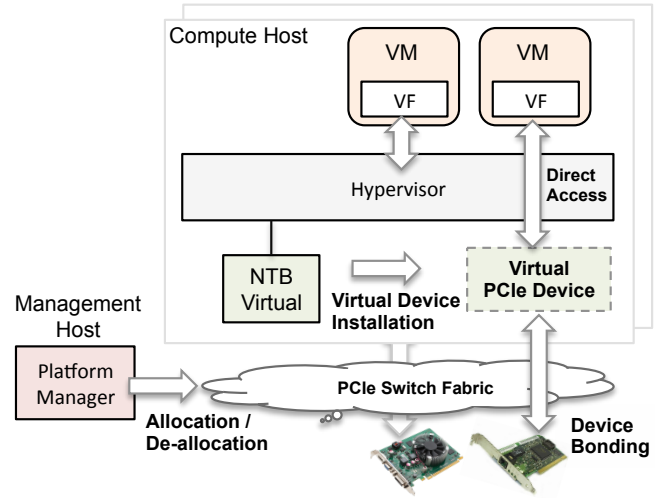 Compute Host
VM
VM
VF
VF
Hypervisor
Direct
Access
NTB
Virtual
Virtual
PCIe Device
Virtual Device
Installation
Management
Host
Platform
Manager
PCIe Switch Fabric
Allocation /
De-allocation
Device
Bonding